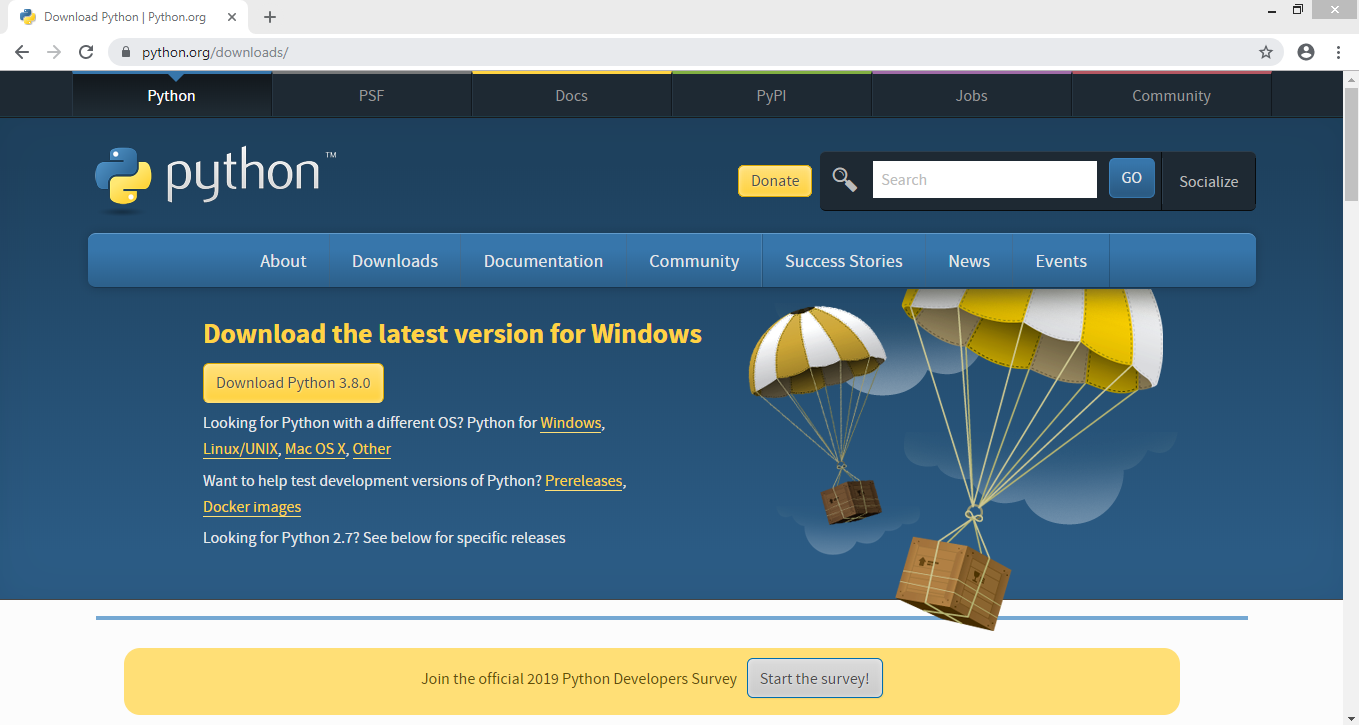 Download Python | Python.org
python.org/downloads/
Python PSF Docs PyPI Jobs Community
python™
Donate Search GO Socialize
About Downloads Documentation Community Success Stories News Events
Download the latest version for Windows
Download Python 3.8.0
Looking for Python with a different OS? Python for Windows,
Linux/UNIX, Mac OS X, Other
Want to help test development versions of Python? Prereleases,
Docker images
Looking for Python 2.7? See below for specific releases
Join the official 2019 Python Developers Survey Start the survey!